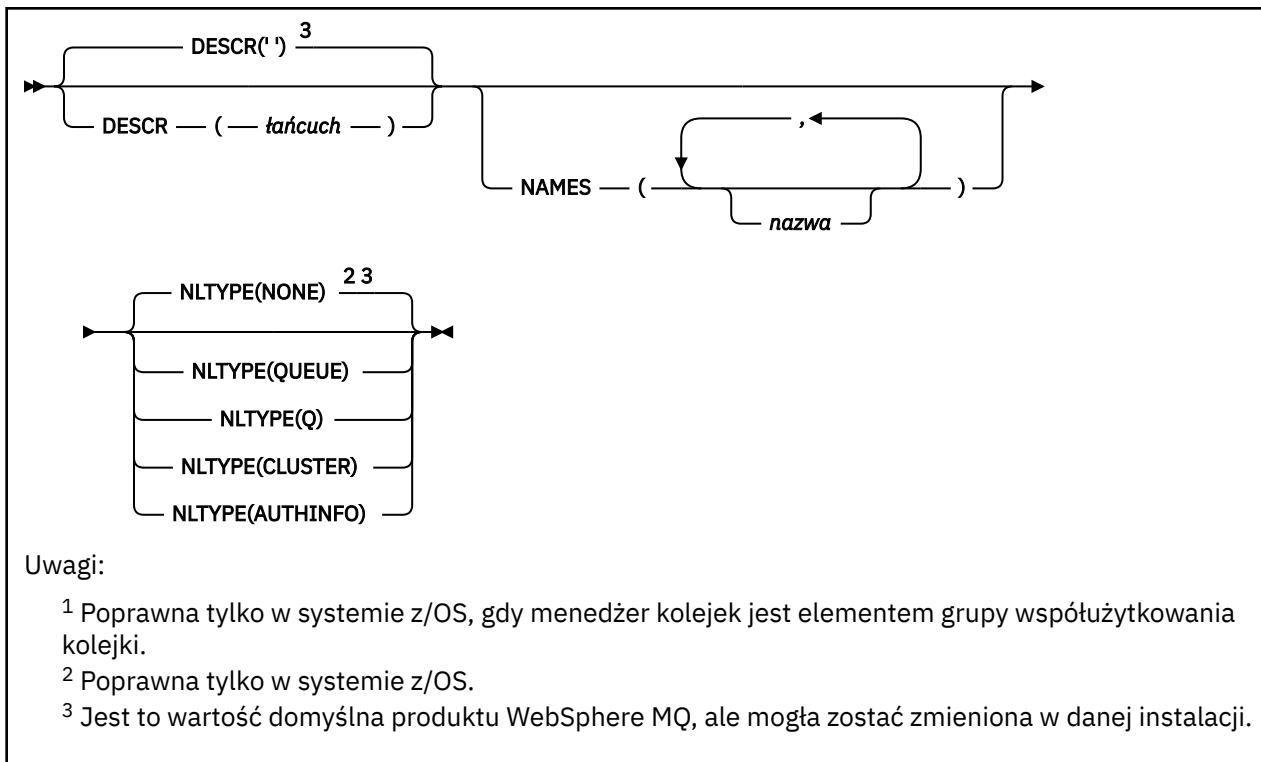 DESCR(' ') 3
DESCR ( łańcuch )
,
NAMES ( nazwa )
NLTYPE(NONE) 2 3
NLTYPE(QUEUE)
NLTYPE(Q)
NLTYPE(CLUSTER)
NLTYPE(AUTHINFO)
Uwagi:
1 Poprawna tylko w systemie z/OS, gdy menedżer kolejek jest elementem grupy współużytkowania
kolejki.
2 Poprawna tylko w systemie z/OS.
3 Jest to wartość domyślna produktu WebSphere MQ, ale mogła zostać zmieniona w danej instalacji.